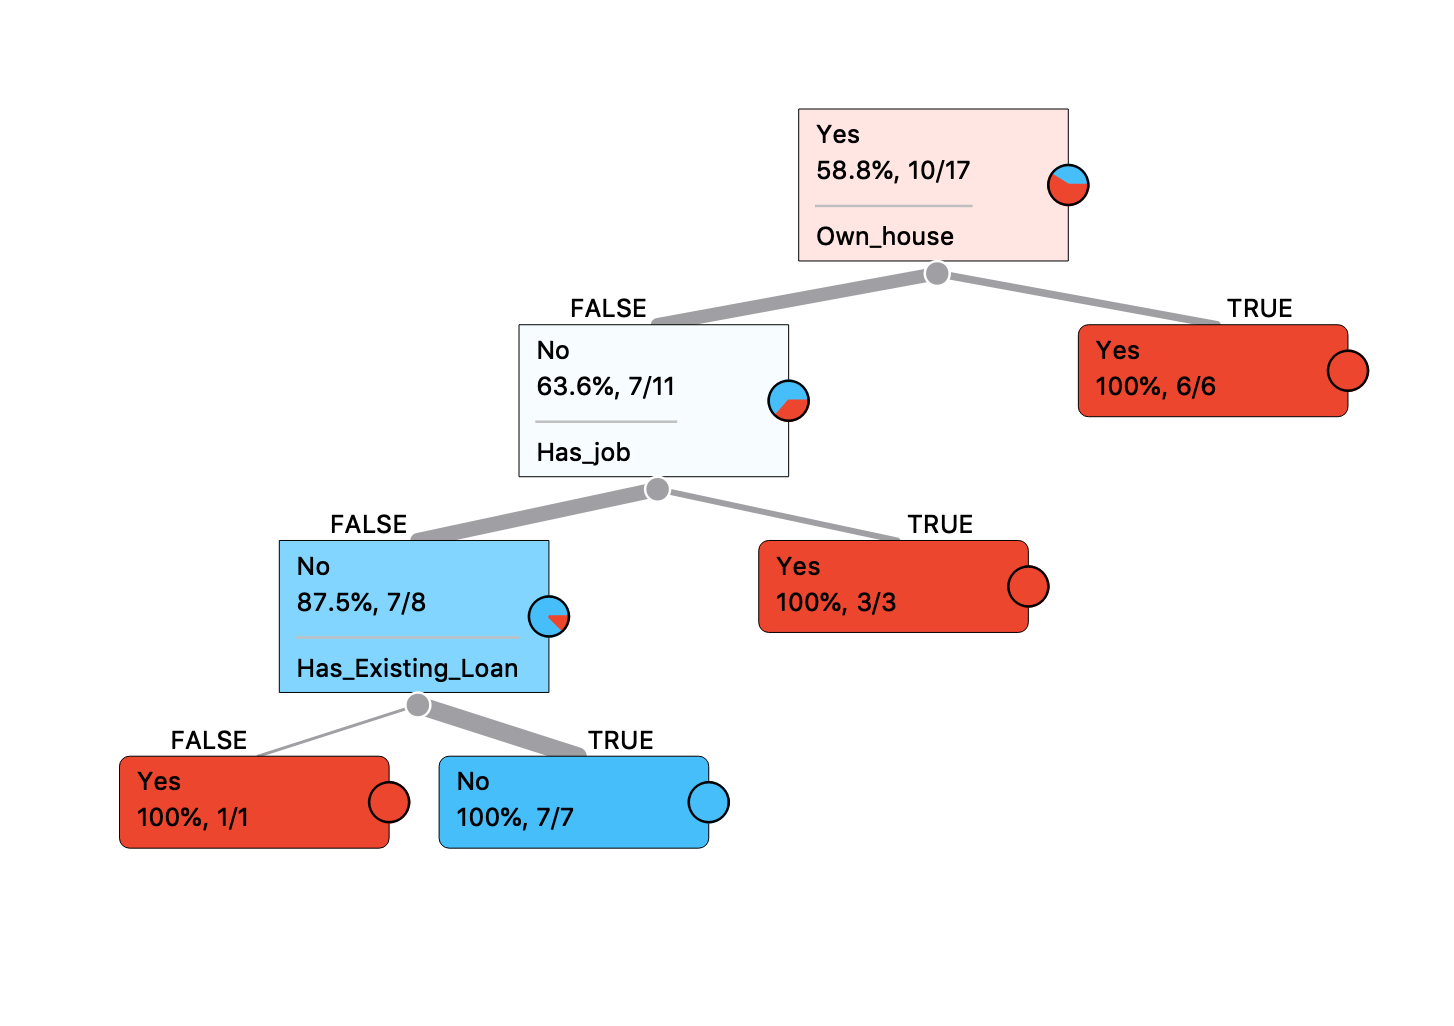 Yes
58.8%, 10/17
Own_house
FALSE
TRUE
No
63.6%, 7/11
Has_job
Yes
100%, 6/6
FALSE
TRUE
No
87.5%, 7/8
Has_Existing_Loan
Yes
100%, 3/3
FALSE
TRUE
Yes
100%, 1/1
No
100%, 7/7